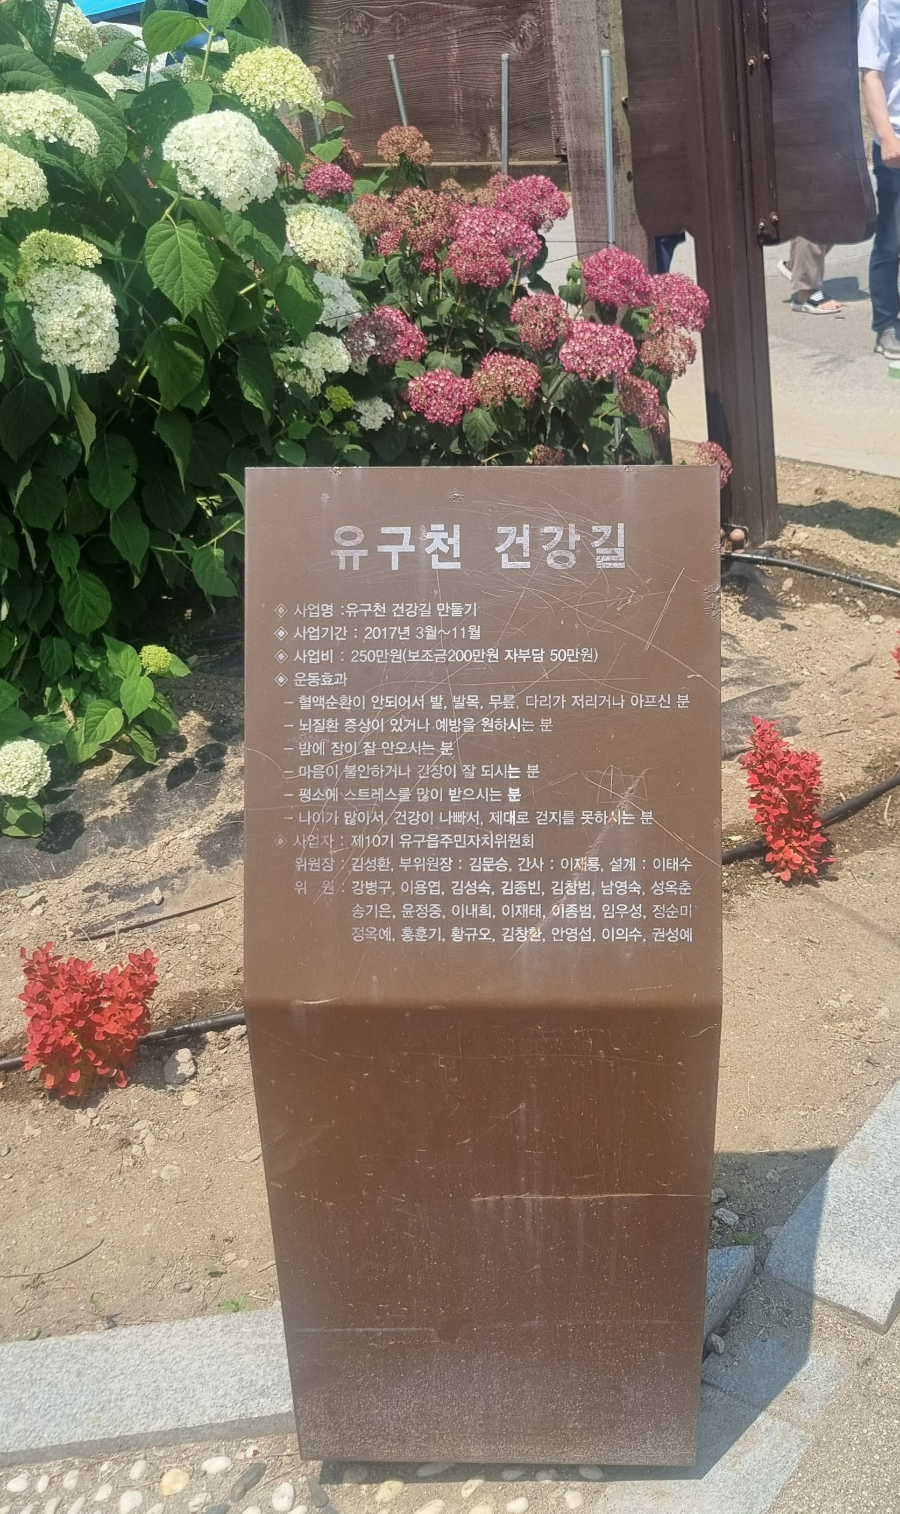 유구천 건강길
◈ 사업명 :유구천 건강길 만들기
◈ 사업기간 : 2017년 3월~11월
◈ 사업비 : 250만원(보조금200만원 자부담 50만원)
◈ 운동효과
- 혈액순환이 안되어서 발, 발목, 무릎, 다리가 저리거나 아프신 분
- 뇌질환 증상이 있거나 예방을 원하시는 분
- 밤에 잠이 잘 안오시는 분
- 마음이 불안하거나 긴장이 잘 되시는 분
- 평소에 스트레스를 많이 받으시는 분
- 나이가 많아서, 건강이 나빠서, 제대로 걷지를 못하시는 분
◈ 사업자 : 제10기 유구읍주민자치위원회
위원장 : 김성환, 부위원장 : 김문승, 간사 : 이재룡, 설계 : 이태수
위 원 : 강병구, 이용엽, 김성숙, 김종빈, 김창범, 남영숙, 성옥춘
송기은, 윤정중, 이내희, 이재태, 이종범, 임우성, 정순미
정옥예, 홍훈기, 황규오, 안영섭, 이의수, 권성예